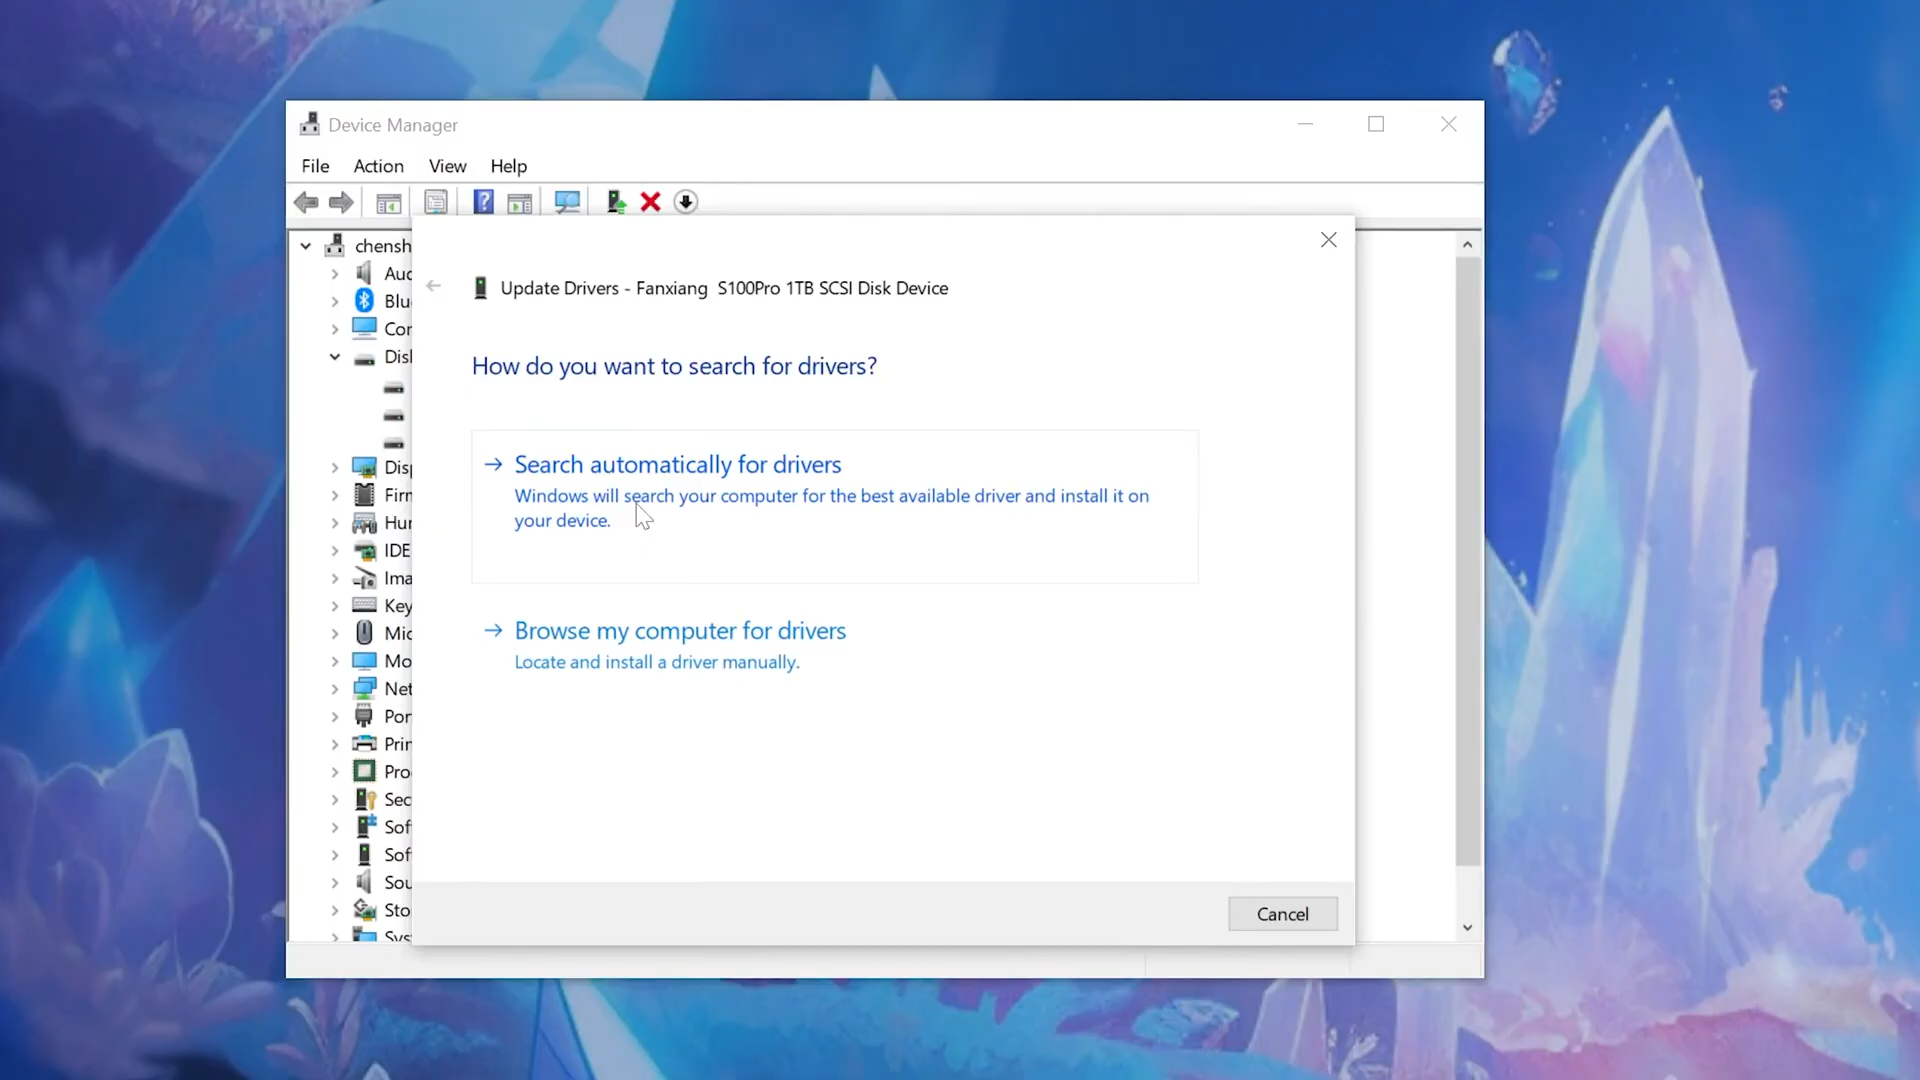 Device Manager
File Action View Help
chensh
Auc
Blu
Cor
Disl
Disp
Firn
Hur
IDE
Ima
Key
Mic
Mo
Net
Por
Prin
Pro
Sec
Sof
Sof
Sou
Sto
Sys
Update Drivers - Fanxiang S100Pro 1TB SCSI Disk Device
How do you want to search for drivers?
Search automatically for drivers
Windows will search your computer for the best available driver and install it on
your device.
Browse my computer for drivers
Locate and install a driver manually.
Cancel